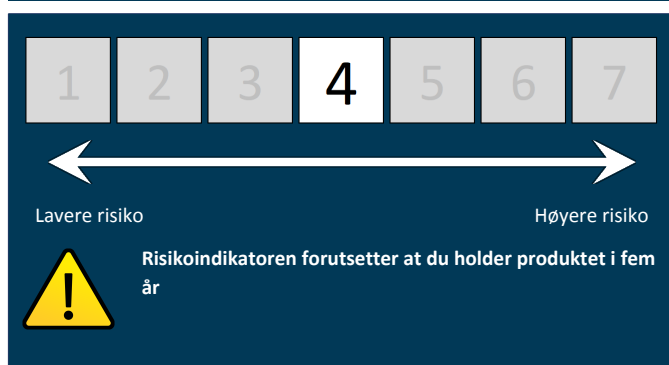 1 2 3 4 5 6 7
Lavere risiko Høyere risiko
Risikoindikatoren forutsetter at du holder produktet i fem
år